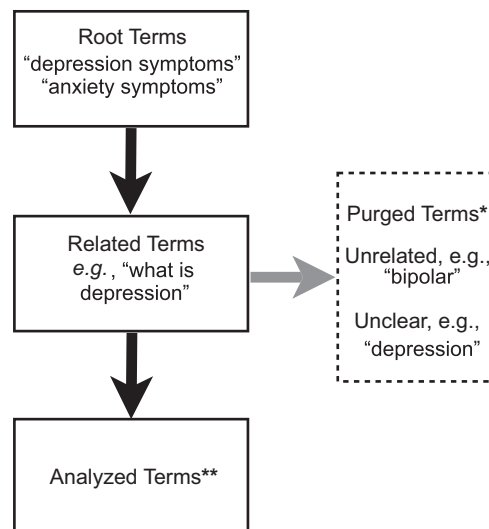 Root Terms
“depression symptoms”
“anxiety symptoms”
Related Terms
e.g., “what is
depression”
Purged Terms*
Unrelated, e.g.,
“bipolar”
Unclear, e.g.,
“depression”
Analyzed Terms**